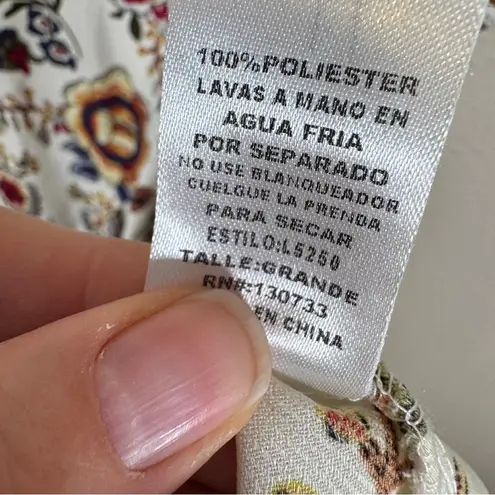 100%POLIESTER
LAVAS A MANO EN
AGUA FRIA
POR SEPARADO
NO USE BLANQUEADOR
CUELGUE LA PRENDA
PARA SECAR
ESTILO:L5250
TALLE:GRANDE
RN#:130733
EN CHINA